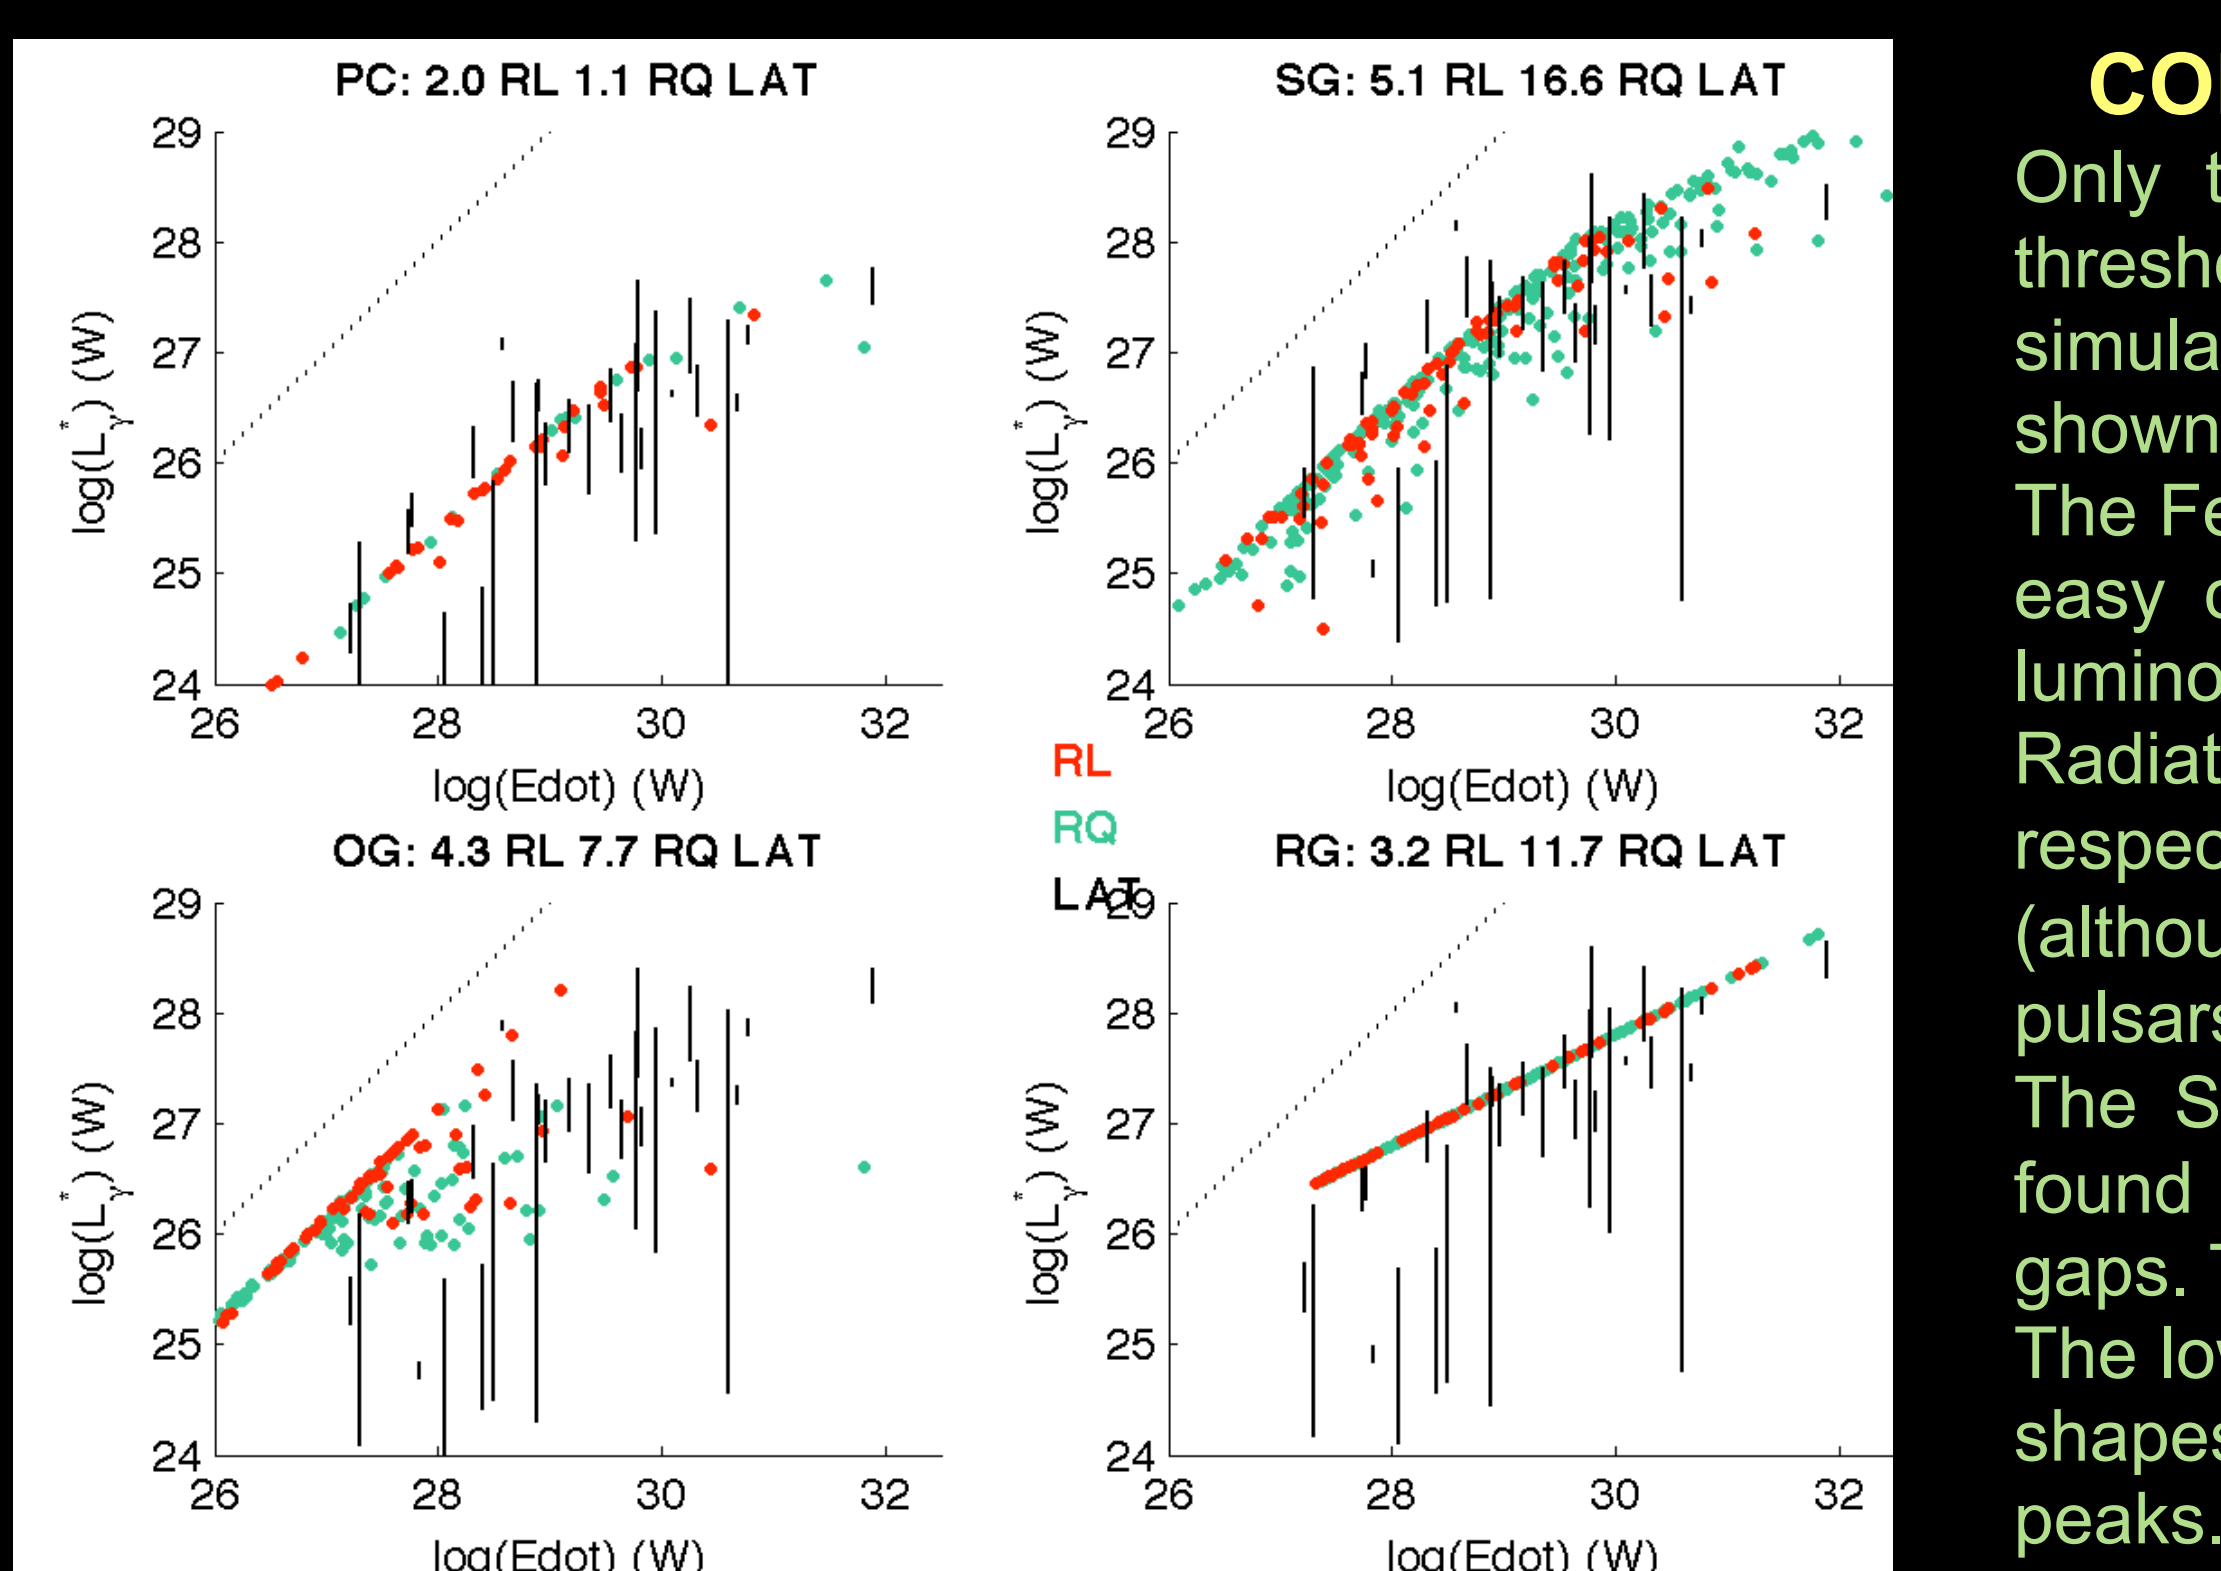 PC: 2.0 RL 1.1 RQ LAT
29
28
27
26
25
24
log(L*γ) (W)
26 28 30 32
log(Edot) (W)
SG: 5.1 RL 16.6 RQ LAT
29
28
27
26
25
24
log(L*γ) (W)
26 28 30 32
log(Edot) (W)
RL
RQ
LAT
OG: 4.3 RL 7.7 RQ LAT
29
28
27
26
25
24
log(L*γ) (W)
26 28 30 32
log(Edot) (W)
RG: 3.2 RL 11.7 RQ LAT
29
28
27
26
25
24
log(L*γ) (W)
26 28 30 32
log(Edot) (W)
Only
simula
shown
The Fe
easy
lumino
Radiat
respec
(althou
pulsars
The S
found
gaps. T
The lov
shapes
peaks.